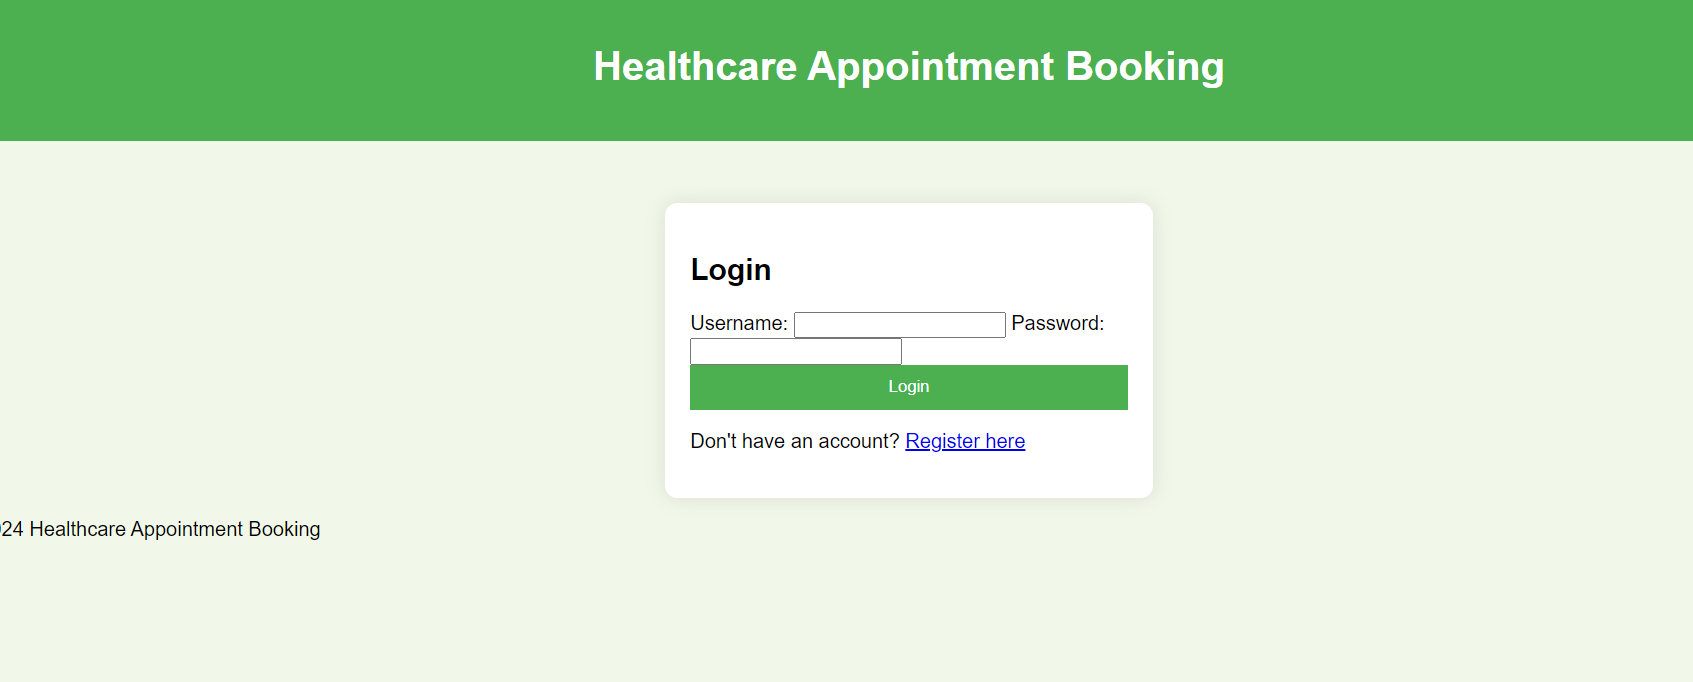 Healthcare Appointment Booking
Login
Username: Password:
Login
Don't have an account? Register here
24 Healthcare Appointment Booking